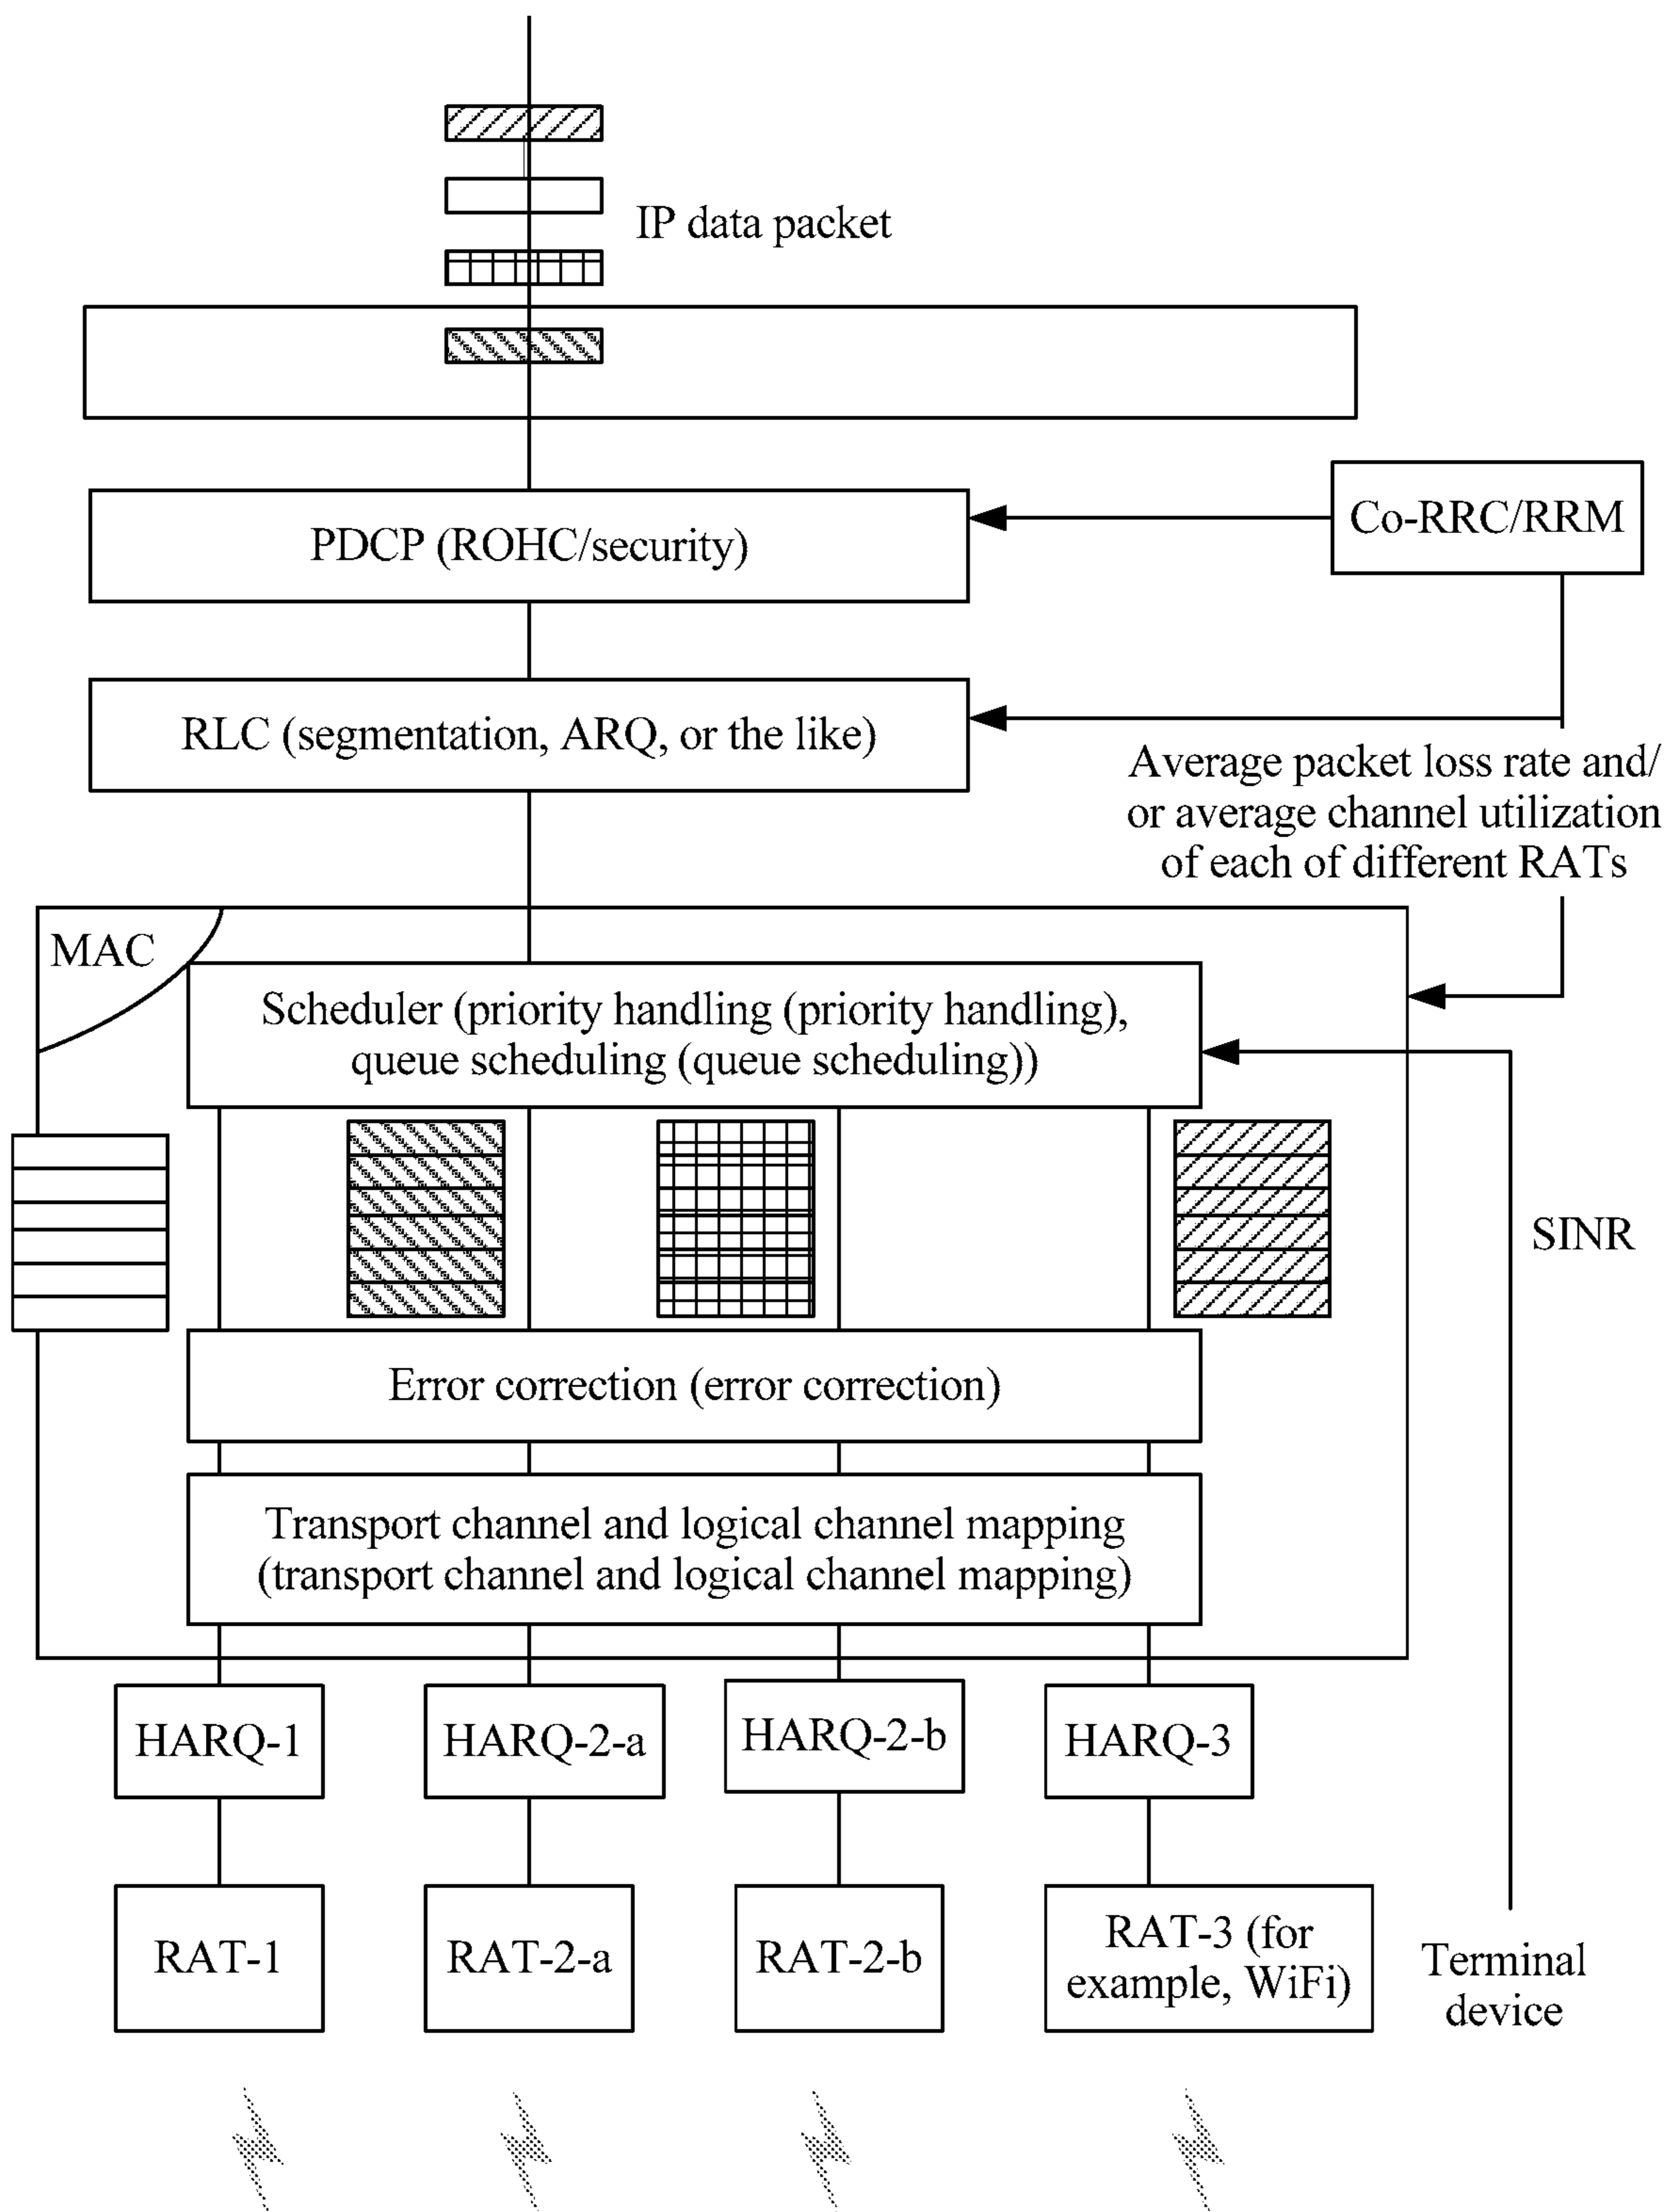 IP data packet
Co-RRC/RRM
PDCP (ROHC/security)
RLC (segmentation, ARQ, or the like)
Average packet loss rate and/
or average channel utilization
of each of different RATs
MAC
Scheduler (priority handling (priority handling),
queue scheduling (queue scheduling))
SINR
Error correction (error correction)
Transport channel and logical channel mapping
(transport channel and logical channel mapping)
HARQ-1
HARQ-2-a
HARQ-2-b
HARQ-3
RAT-1
RAT-2-a
RAT-2-b
RAT-3 (for
example, WiFi)
Terminal
device